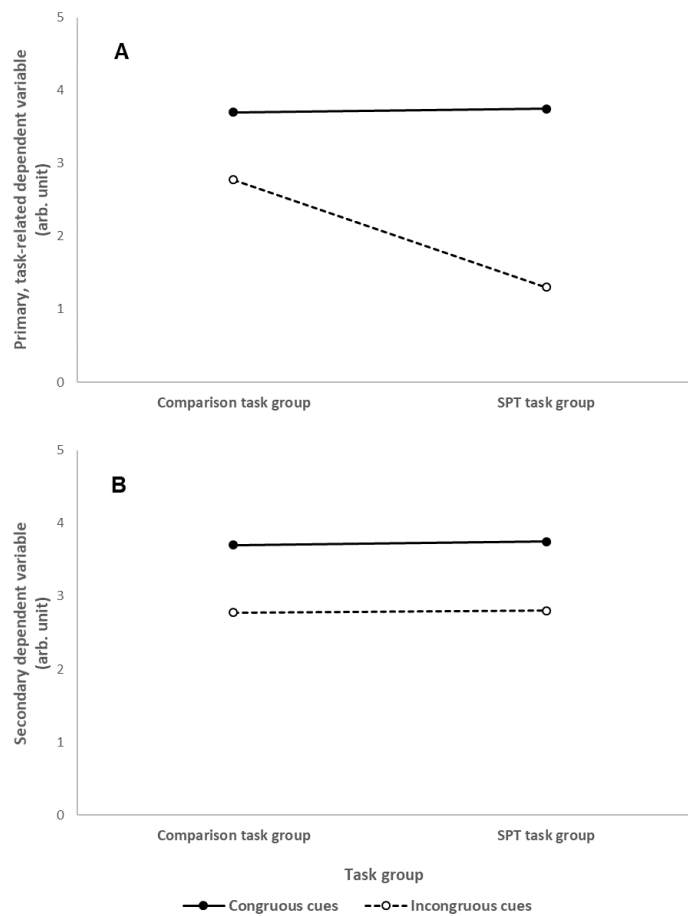 A
Primary, task-related dependent variable
(arb. unit)
5
4
3
2
1
0
Comparison task group
SPT task group
B
Secondary dependent variable
(arb. unit)
5
4
3
2
1
0
Comparison task group
SPT task group
Task group
Congruous cues
Incongruous cues